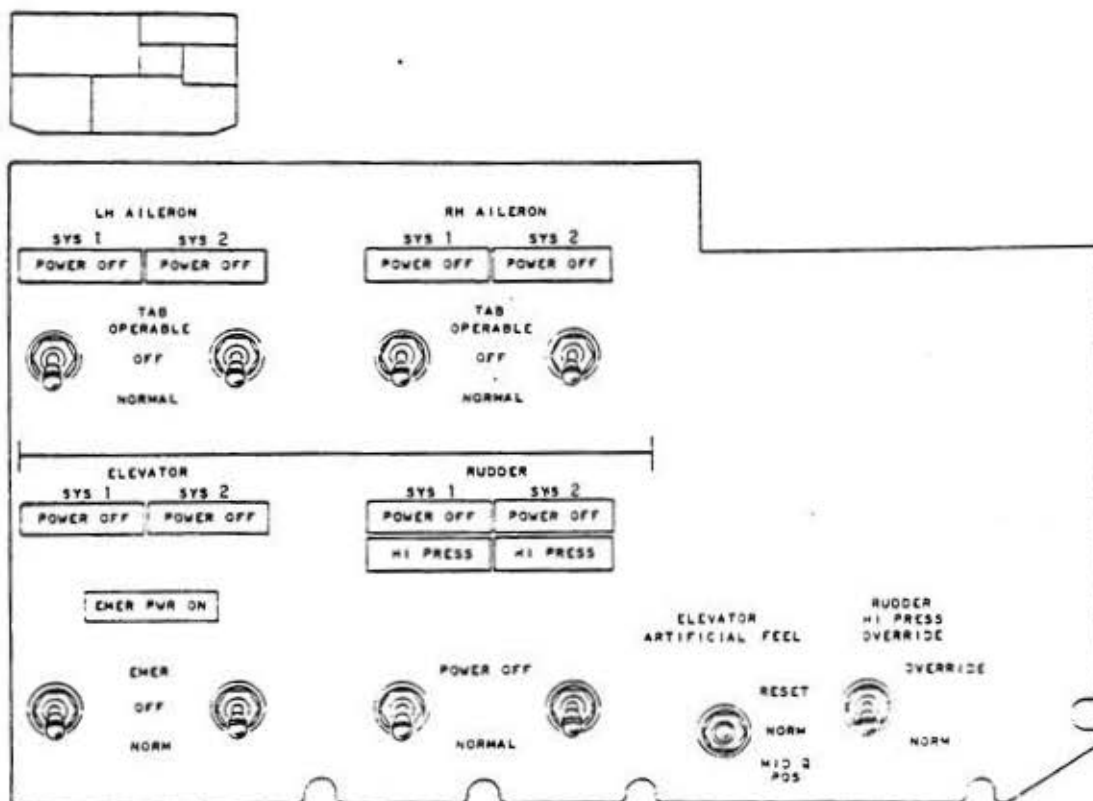 LH AILERON
SYS 1 SYS 2
POWER OFF POWER OFF
TAB
OPERABLE
OFF
NORMAL
RH AILERON
SYS 1 SYS 2
POWER OFF POWER OFF
TAB
OPERABLE
OFF
NORMAL
ELEVATOR
SYS 1 SYS 2
POWER OFF POWER OFF
EMER PWR ON
EMER
OFF
NORM
RUDDER
SYS 1 SYS 2
POWER OFF POWER OFF
HI PRESS HI PRESS
POWER OFF
NORMAL
ELEVATOR
ARTIFICIAL FEEL
RESET
NORM
MID Q
POS
RUDDER
HI PRESS
OVERRIDE
OVERRIDE
NORM